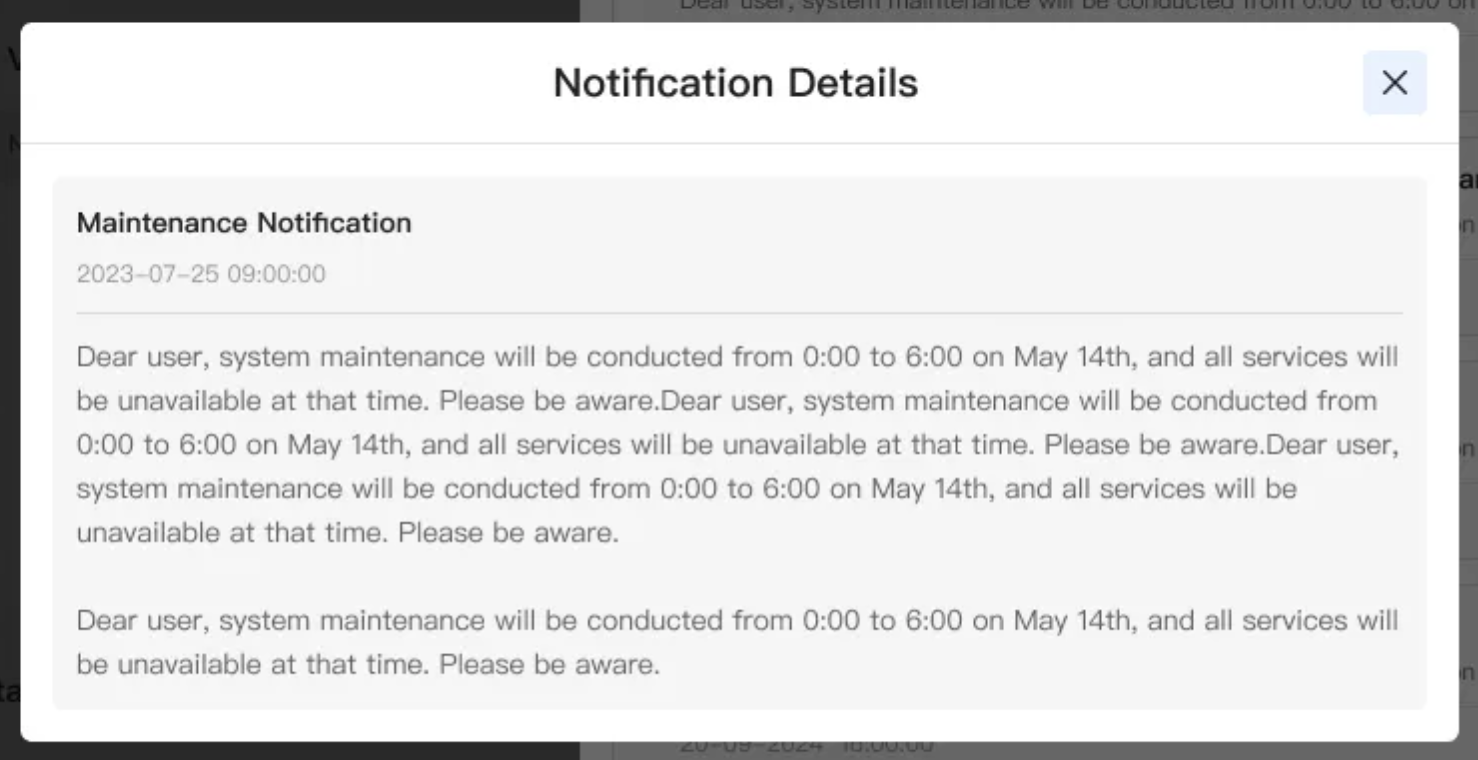 Dear user, system maintenance will be conducted from 0:00 to 6:00 on
Notification Details
Maintenance Notification
2023-07-25 09:00:00
Dear user, system maintenance will be conducted from 0:00 to 6:00 on May 14th, and all services will
be unavailable at that time. Please be aware.Dear user, system maintenance will be conducted from
0:00 to 6:00 on May 14th, and all services will be unavailable at that time. Please be aware.Dear user,
system maintenance will be conducted from 0:00 to 6:00 on May 14th, and all services will be
unavailable at that time. Please be aware.
Dear user, system maintenance will be conducted from 0:00 to 6:00 on May 14th, and all services will
be unavailable at that time. Please be aware.
20-09-2024 16:00:00